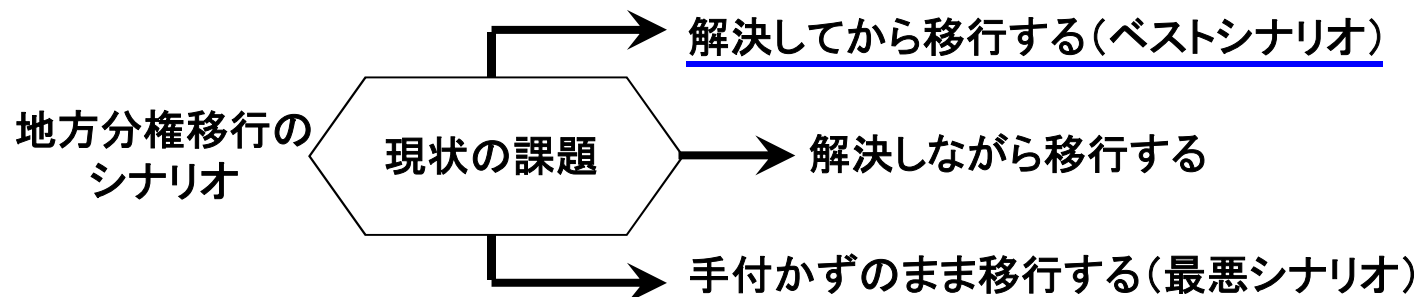 地方分権移行の
シナリオ
現状の課題
解決してから移行する（ベストシナリオ）
解決しながら移行する
手付かずのまま移行する（最悪シナリオ）